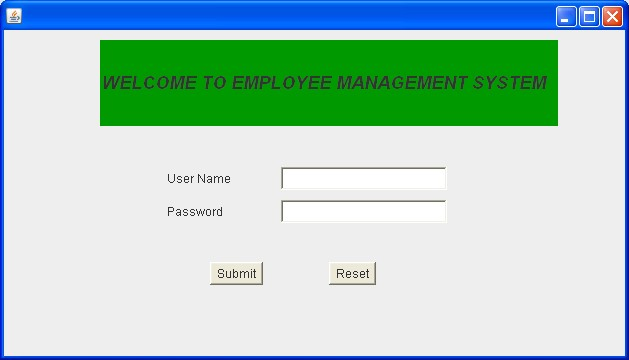 WELCOME TO EMPLOYEE MANAGEMENT SYSTEM
User Name
Password
Submit Reset